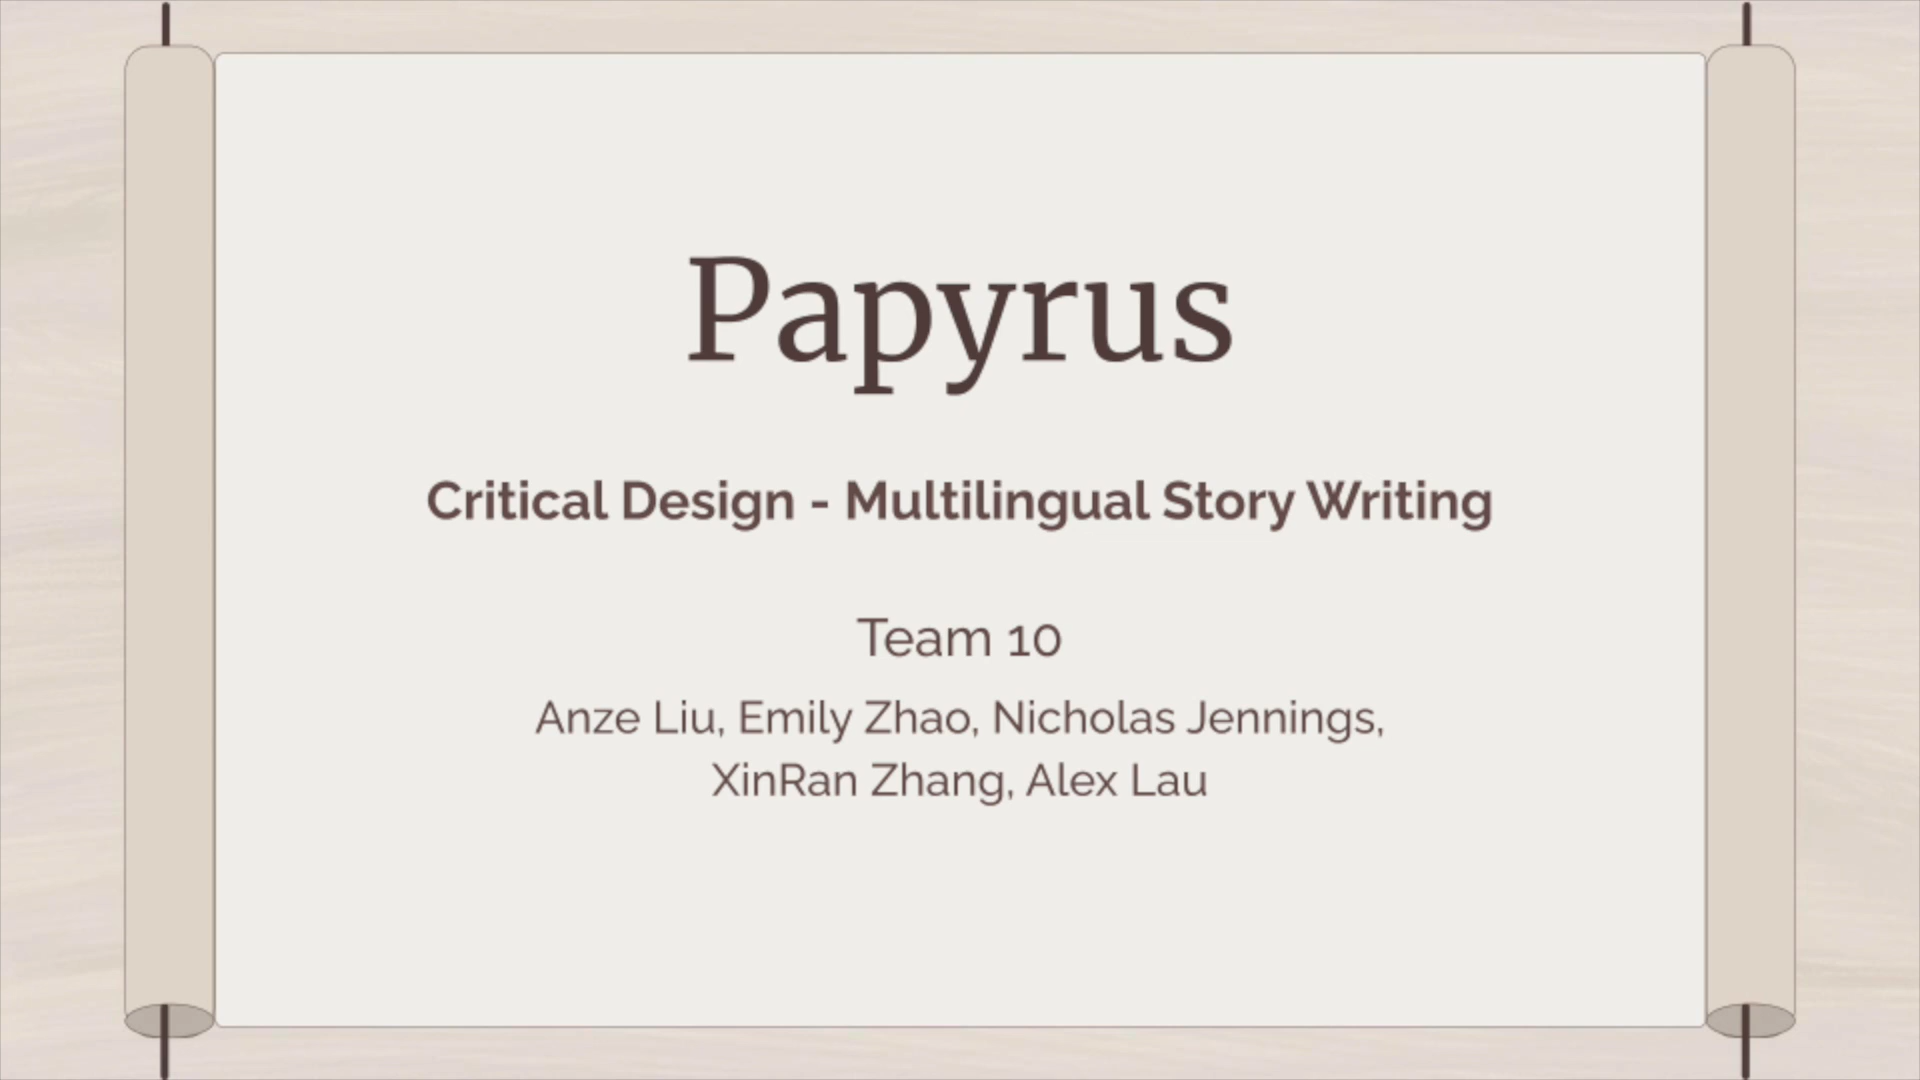 Papyrus
Critical Design - Multilingual Story Writing
Team 10
Anze Liu, Emily Zhao, Nicholas Jennings,
XinRan Zhang, Alex Lau